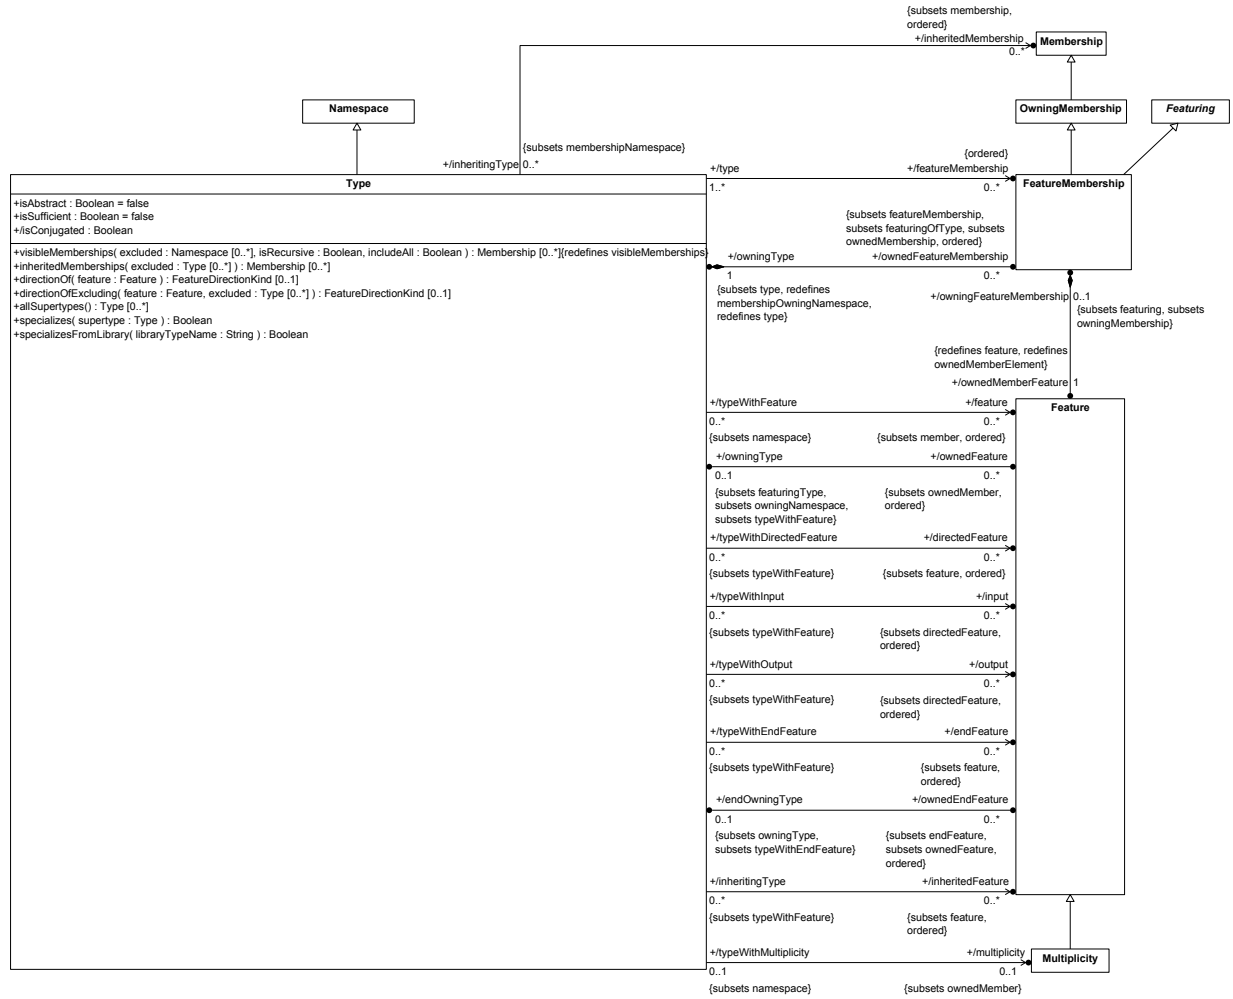 {subsets membership,
ordered}
+/inheritedMembership
0..*
Membership
Namespace
OwningMembership
Featuring
{subsets membershipNamespace}
+/inheritingType 0..*
Type
+isAbstract : Boolean = false
+isSufficient : Boolean = false
+/isConjugated : Boolean
+visibleMemberships( excluded : Namespace [0..*], isRecursive : Boolean, includeAll : Boolean ) : Membership [0..*]{redefines visibleMemberships}
+inheritedMemberships( excluded : Type [0..*] ) : Membership [0..*]
+directionOf( feature : Feature ) : FeatureDirectionKind [0..1]
+directionOfExcluding( feature : Feature, excluded : Type [0..*] ) : FeatureDirectionKind [0..1]
+allSupertypes() : Type [0..*]
+specializes( supertype : Type ) : Boolean
+specializesFromLibrary( libraryTypeName : String ) : Boolean
{ordered}
+/type
+/featureMembership
1..*
0..*
FeatureMembership
{subsets featureMembership,
subsets featuringOfType, subsets
ownedMembership, ordered}
+/owningType
+/ownedFeatureMembership
1
0..*
{subsets type, redefines
membershipOwningNamespace,
redefines type}
+/owningFeatureMembership 0..1
{subsets featuring, subsets
owningMembership}
{redefines feature, redefines
ownedMemberElement}
+/ownedMemberFeature 1
Feature
+/typeWithFeature
+/feature
0..*
0..*
{subsets namespace}
{subsets member, ordered}
+/owningType
+/ownedFeature
0..1
0..*
{subsets featuringType,
subsets owningNamespace,
subsets typeWithFeature}
{subsets ownedMember,
ordered}
+/typeWithDirectedFeature
+/directedFeature
0..*
0..*
{subsets typeWithFeature}
{subsets feature, ordered}
+/typeWithInput
+/input
0..*
0..*
{subsets typeWithFeature}
{subsets directedFeature,
ordered}
+/typeWithOutput
+/output
0..*
0..*
{subsets typeWithFeature}
{subsets directedFeature,
ordered}
+/typeWithEndFeature
+/endFeature
0..*
0..*
{subsets typeWithFeature}
{subsets feature,
ordered}
+/endOwningType
+/ownedEndFeature
0..1
0..*
{subsets owningType,
subsets typeWithEndFeature}
{subsets endFeature,
subsets ownedFeature,
ordered}
+/inheritingType
+/inheritedFeature
0..*
0..*
{subsets typeWithFeature}
{subsets feature,
ordered}
+/typeWithMultiplicity
+/multiplicity
0..1
0..1
{subsets namespace}
{subsets ownedMember}
Multiplicity